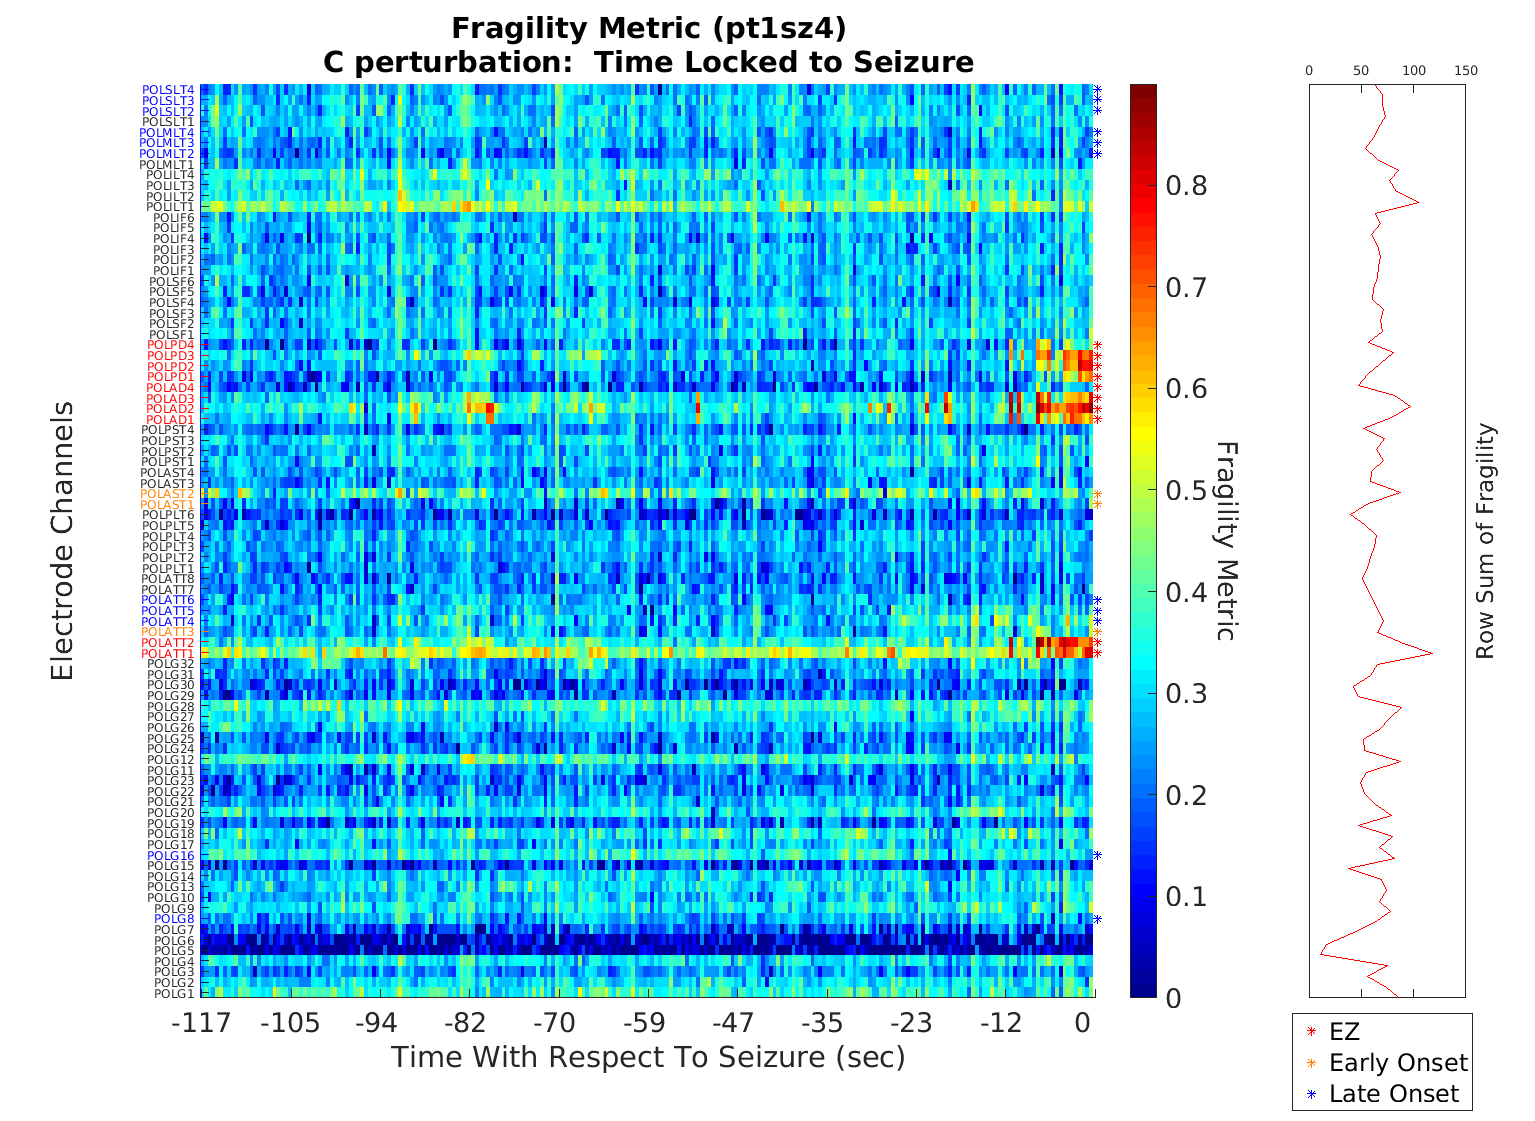 Fragility Metric (pt1sz4)
C perturbation:  Time Locked to Seizure
0 50 100 150
POLSLT4
POLSLT3
POLSLT2
POLSLT1
POLMLT4
POLMLT3
POLMLT2
POLMLT1
POLILT4
POLILT3
POLILT2
POLILT1
POLIF6
POLIF5
POLIF4
POLIF3
POLIF2
POLIF1
POLSF6
POLSF5
POLSF4
POLSF3
POLSF2
POLSF1
POLPD4
POLPD3
POLPD2
POLPD1
POLAD4
POLAD3
POLAD2
POLAD1
POLPST4
POLPST3
POLPST2
POLPST1
POLAST4
POLAST3
POLAST2
POLAST1
POLPLT6
POLPLT5
POLPLT4
POLPLT3
POLPLT2
POLPLT1
POLATT8
POLATT7
POLATT6
POLATT5
POLATT4
POLATT3
POLATT2
POLATT1
POLG32
POLG31
POLG30
POLG29
POLG28
POLG27
POLG26
POLG25
POLG24
POLG12
POLG11
POLG23
POLG22
POLG21
POLG20
POLG19
POLG18
POLG17
POLG16
POLG15
POLG14
POLG13
POLG10
POLG9
POLG8
POLG7
POLG6
POLG5
POLG4
POLG3
POLG2
POLG1
Electrode Channels
-117 -105 -94 -82 -70 -59 -47 -35 -23 -12 0
Time With Respect To Seizure (sec)
0.8
0.7
0.6
0.5
0.4
0.3
0.2
0.1
0
Fragility Metric
Row Sum of Fragility
EZ
Early Onset
Late Onset